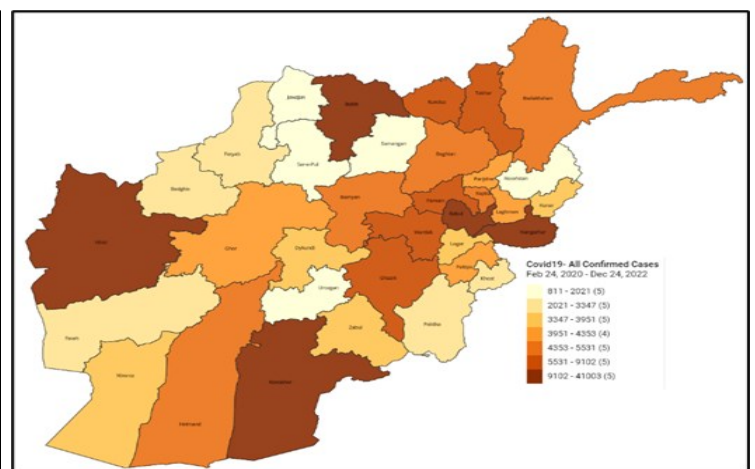 Jawzjan
Balkh
Kunduz
Takhar
Badakhshan
Faryab
Sar-e-Pul
Samangan
Baghlan
Badghis
Panjsher
Nuristan
Bamyan
Parwan
Kapisa
Laghman
Kunar
Hirat
Kabul
Nangarhar
Ghor
Wardak
Logar
Daykundi
Ghazni
Paktya
Khost
Covid19- All Confirmed Cases
Feb 24, 2020 - Dec 24, 2022
811 - 2021 (5)
2021 - 3347 (5)
3347 - 3951 (5)
3951 - 4353 (4)
4353 - 5531 (5)
5531 - 9102 (5)
9102 - 41003 (5)
Uruzgan
Farah
Zabul
Paktika
Nimroz
Helmand
Kandahar